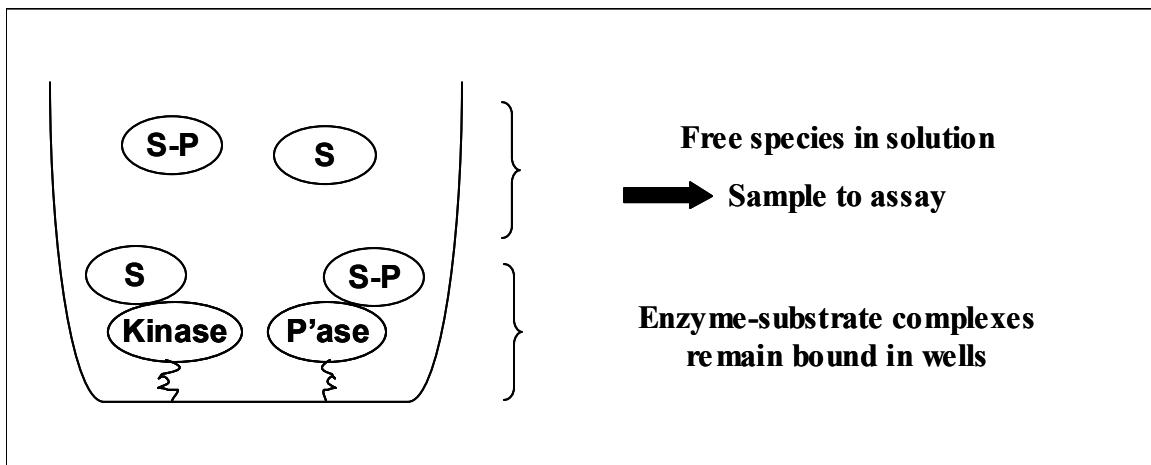 S-P
S
Free species in solution
Sample to assay
S
S-P
Kinase
P'ase
Enzyme-substrate complexes
remain bound in wells